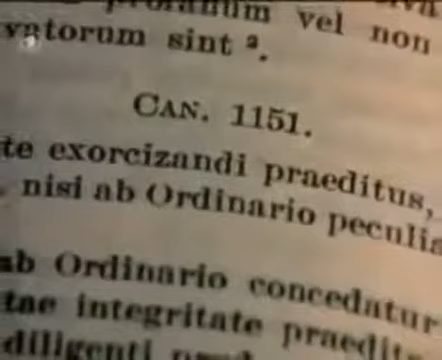 profanum vel non
vatorum sint ².
CAN. 1151.
te exorcizandi praeditus,
nisi ab Ordinario peculia
ab Ordinario concedatur
tae integritate praedit
diligenti